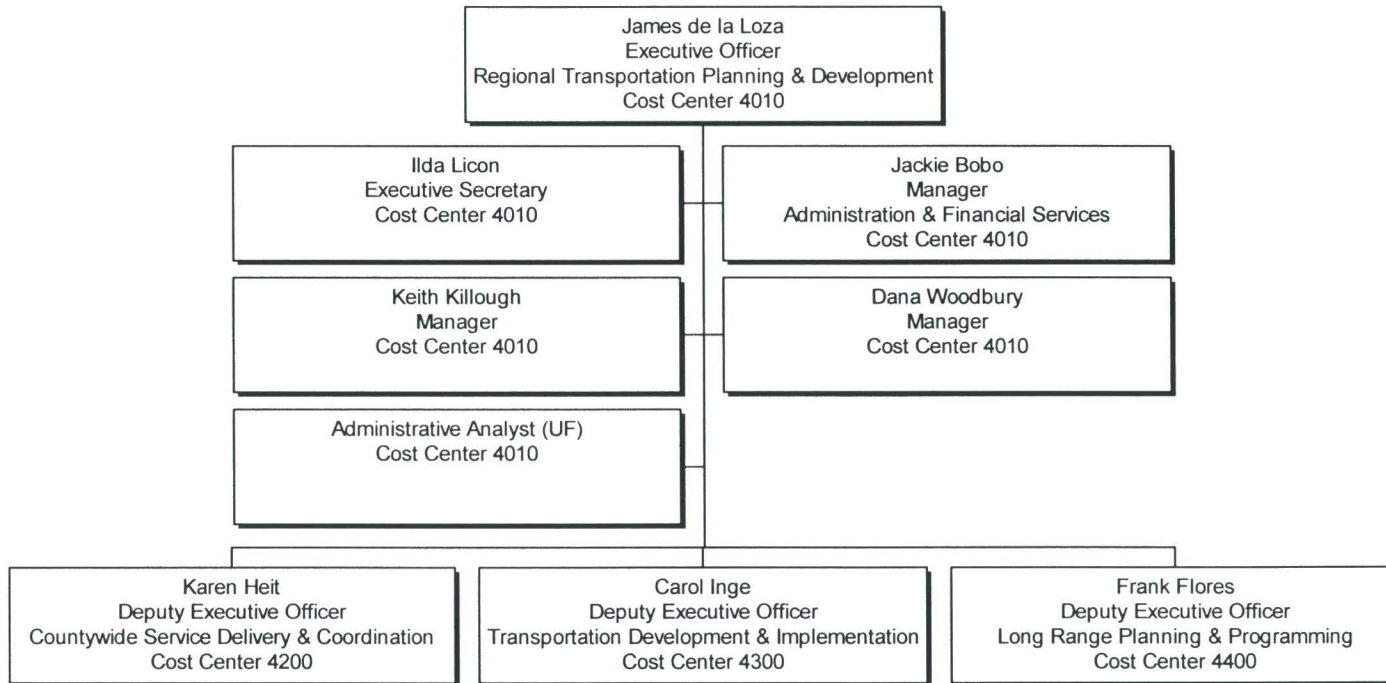 James de la Loza
Executive Officer
Regional Transportation Planning & Development
Cost Center 4010
Ilda Licon
Executive Secretary
Cost Center 4010
Jackie Bobo
Manager
Administration & Financial Services
Cost Center 4010
Keith Killough
Manager
Cost Center 4010
Dana Woodbury
Manager
Cost Center 4010
Administrative Analyst (UF)
Cost Center 4010
Karen Heit
Deputy Executive Officer
Countywide Service Delivery & Coordination
Cost Center 4200
Carol Inge
Deputy Executive Officer
Transportation Development & Implementation
Cost Center 4300
Frank Flores
Deputy Executive Officer
Long Range Planning & Programming
Cost Center 4400